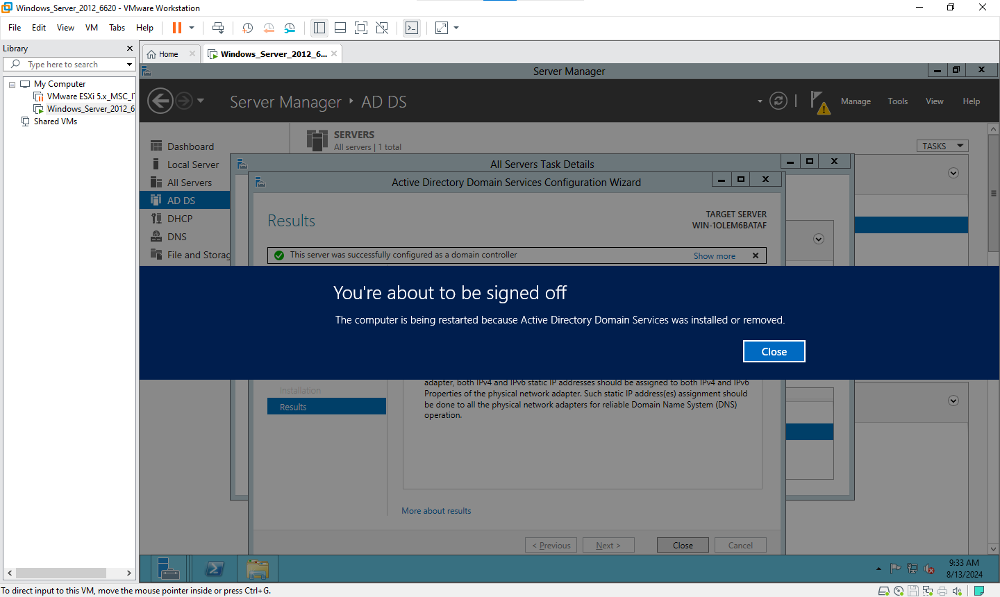 Windows_Server_2012_6620 - VMware Workstation
File Edit View VM Tabs Help
Library
Type here to search
My Computer
VMware ESXi 5.x_MSC_I
Windows_Server_2012_6
Shared VMs
Home
Windows_Server_2012_6...
Server Manager
Server Manager AD DS
Manage Tools View Help
Dashboard
Local Server
All Servers
AD DS
DHCP
DNS
File and Storag
SERVERS
All servers | 1 total
TASKS
All Servers Task Details
Active Directory Domain Services Configuration Wizard
Results
TARGET SERVER
WIN-1OLEM6BATAF
This server was successfully configured as a domain controller
Show more
You're about to be signed off
The computer is being restarted because Active Directory Domain Services was installed or removed.
Close
Installation
Results
adapter, both IPv4 and IPv6 static IP addresses should be assigned to both IPv4 and IPv6
Properties of the physical network adapter. Such static IP address(es) assignment should
be done to all the physical network adapters for reliable Domain Name System (DNS)
operation.
More about results
< Previous Next > Close Cancel
9:33 AM
8/13/2024
To direct input to this VM, move the mouse pointer inside or press Ctrl+G.